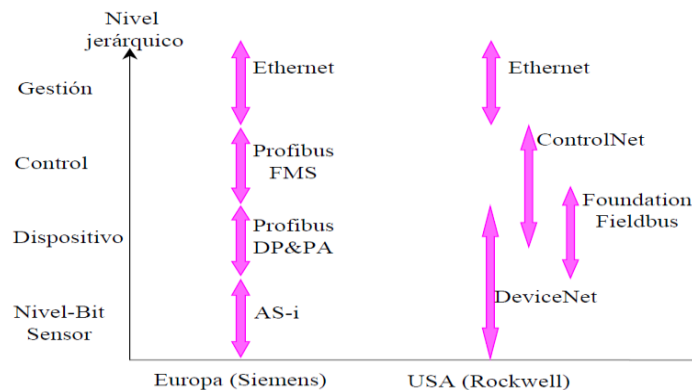 Nivel
jerárquico
Ethernet
Ethernet
Gestión
ControlNet
Control
Profibus
FMS
Foundation
Fieldbus
Dispositivo
Profibus
DP&PA
DeviceNet
Nivel-Bit
Sensor
AS-i
Europa (Siemens)
USA (Rockwell)